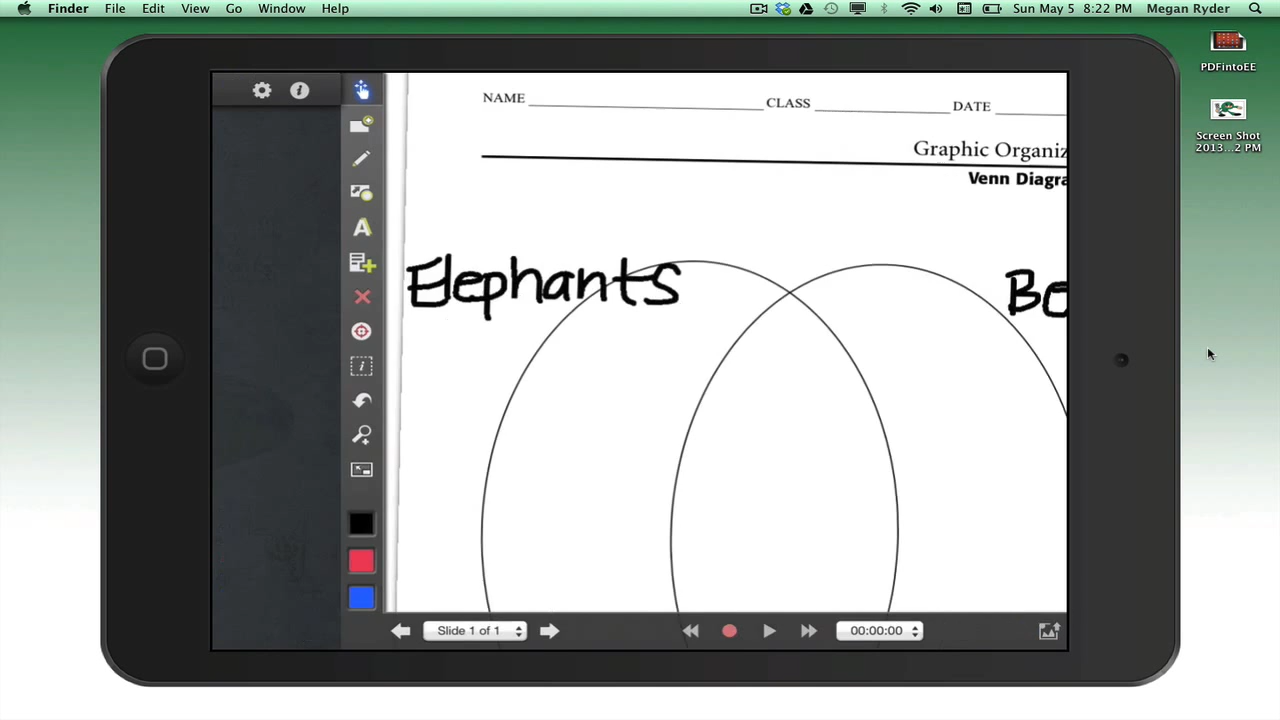 Finder File Edit View Go Window Help Sun May 5 8:22 PM Megan Ryder
PDFintoEE
Screen Shot
2013...2 PM
NAME CLASS DATE
Graphic Organiz
Venn Diagra
Elephants Be
Slide 1 of 1 00:00:00